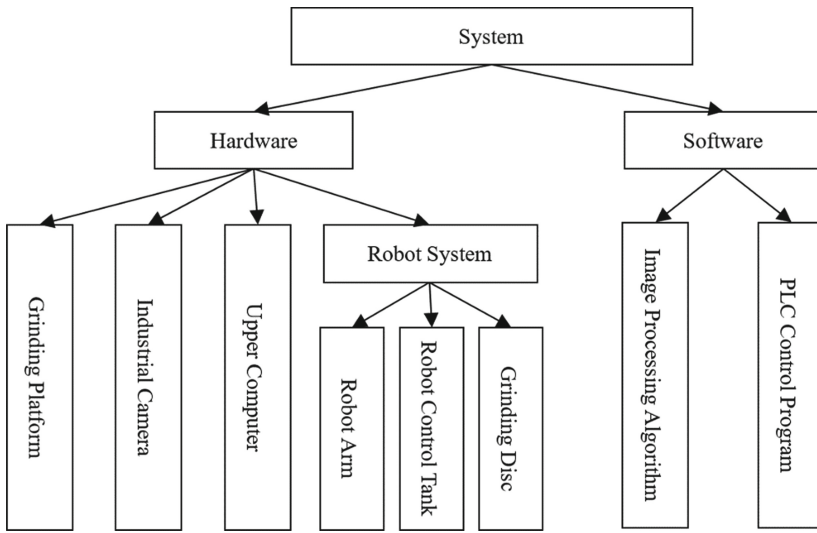 System
Hardware
Software
Grinding Platform
Industrial Camera
Upper Computer
Robot System
Robot Arm
Robot Control Tank
Grinding Disc
Image Processing Algorithm
PLC Control Program